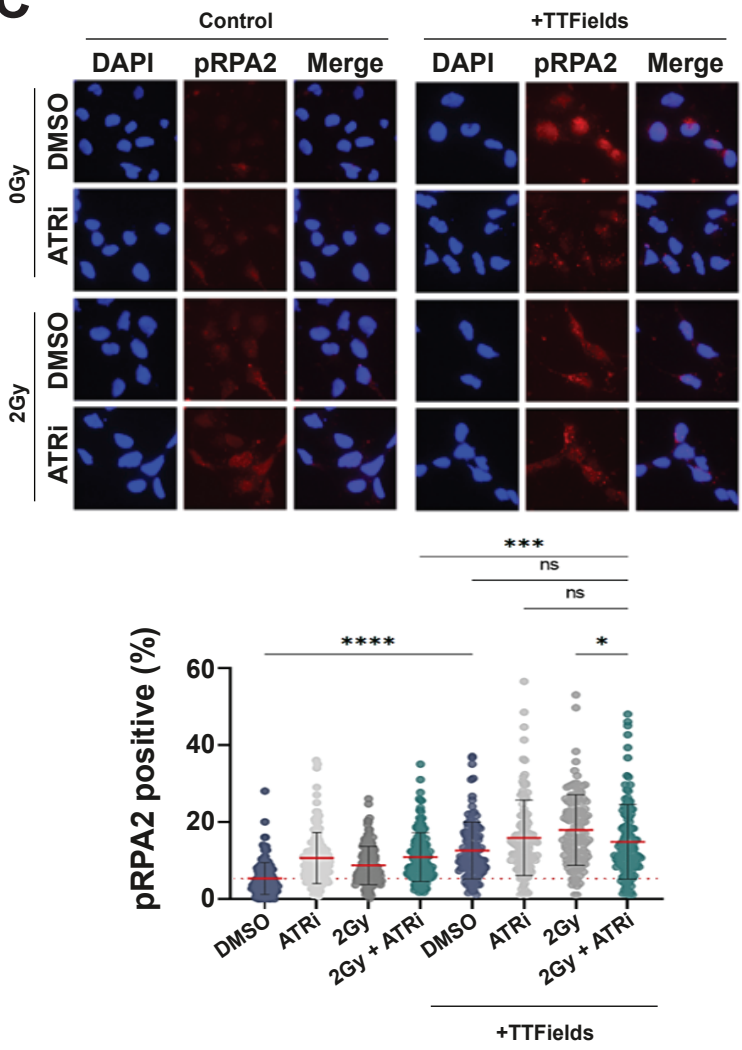 C
Control +TTFields
DAPI pRPA2 Merge DAPI pRPA2 Merge
0Gy
DMSO
ATRi
2Gy
DMSO
ATRi
***
ns
ns
**** *
pRPA2 positive (%)
60
40
20
0
DMSO ATRi 2Gy 2Gy + ATRi DMSO ATRi 2Gy 2Gy + ATRi
+TTFields